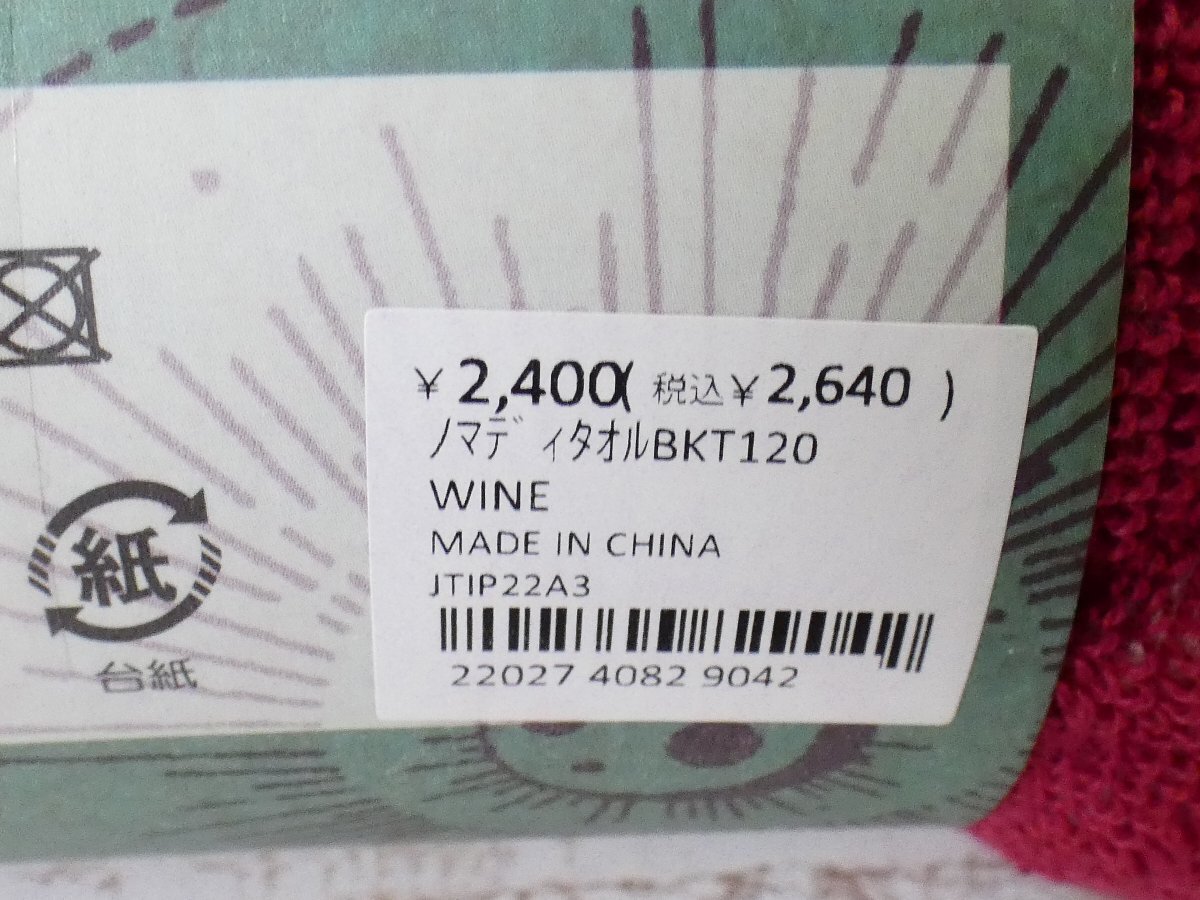 ¥ 2,400( 税込¥ 2,640 )
ﾉﾏﾃﾞｨﾀｵﾙBKT120
WINE
MADE IN CHINA
JTIP22A3
22027 4082 9042
紙
台紙